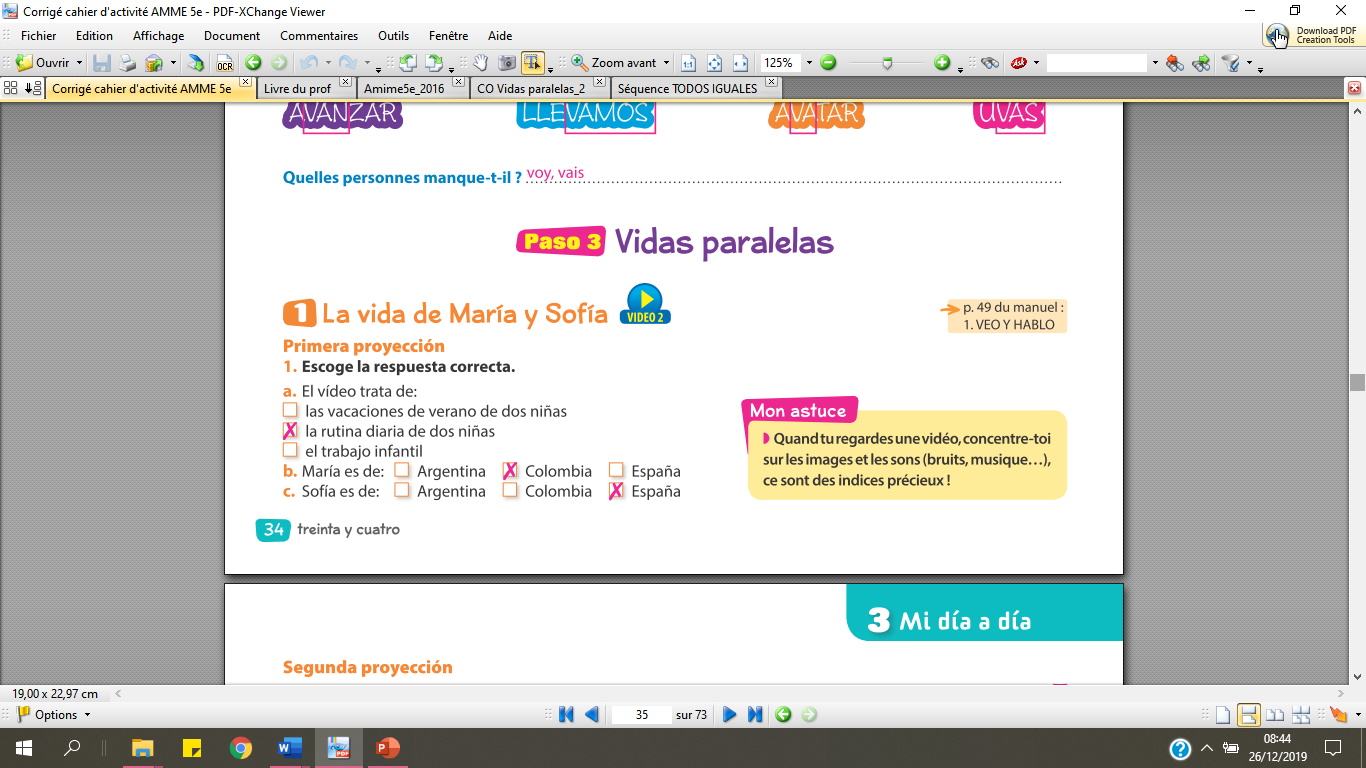 Corrigé cahier d'activité AMME 5e - PDF-XChange Viewer
Fichier Edition Affichage Document Commentaires Outils Fenêtre Aide
Download PDF
Creation Tools
Ouvrir OCR Zoom avant 1:1 125% Ask
Corrigé cahier d'activité AMME 5e Livre du prof Amime5e_2016 CO Vidas paralelas_2 Séquence TODOS IGUALES
AVANZAR LLEVAMOS AVATAR UVAS
Quelles personnes manque-t-il ? voy, vais
Paso 3 Vidas paralelas
1 La vida de María y Sofía VIDEO 2
p. 49 du manuel :
1. VEO Y HABLO
Primera proyección
1. Escoge la respuesta correcta.
a. El vídeo trata de:
las vacaciones de verano de dos niñas
la rutina diaria de dos niñas
el trabajo infantil
b. María es de: Argentina Colombia España
c. Sofía es de: Argentina Colombia España
Mon astuce
Quand tu regardes une vidéo, concentre-toi
sur les images et les sons (bruits, musique…),
ce sont des indices précieux !
34 treinta y cuatro
3 Mi día a día
Segunda proyección
19,00 x 22,97 cm
Options 35 sur 73
08:44
26/12/2019